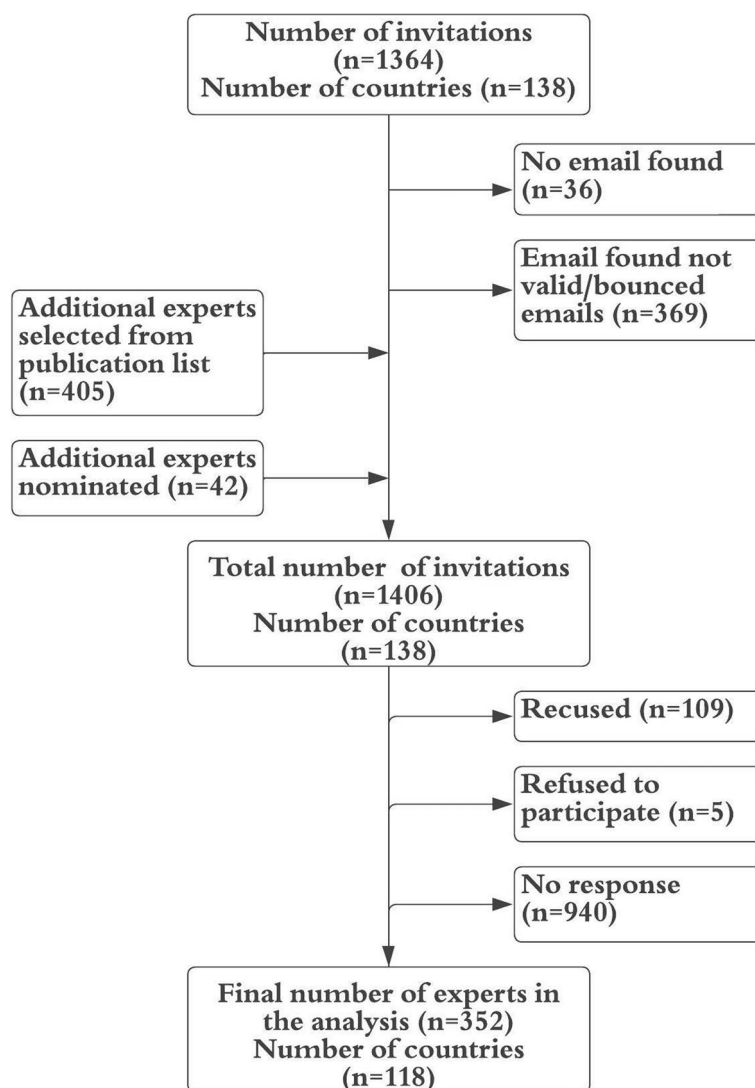 Number of invitations
(n=1364)
Number of countries (n=138)
No email found
(n=36)
Email found not
valid/bounced
emails (n=369)
Additional experts
selected from
publication list
(n=405)
Additional experts
nominated (n=42)
Total number of invitations
(n=1406)
Number of countries
(n=138)
Recused (n=109)
Refused to
participate (n=5)
No response
(n=940)
Final number of experts in
the analysis (n=352)
Number of countries
(n=118)